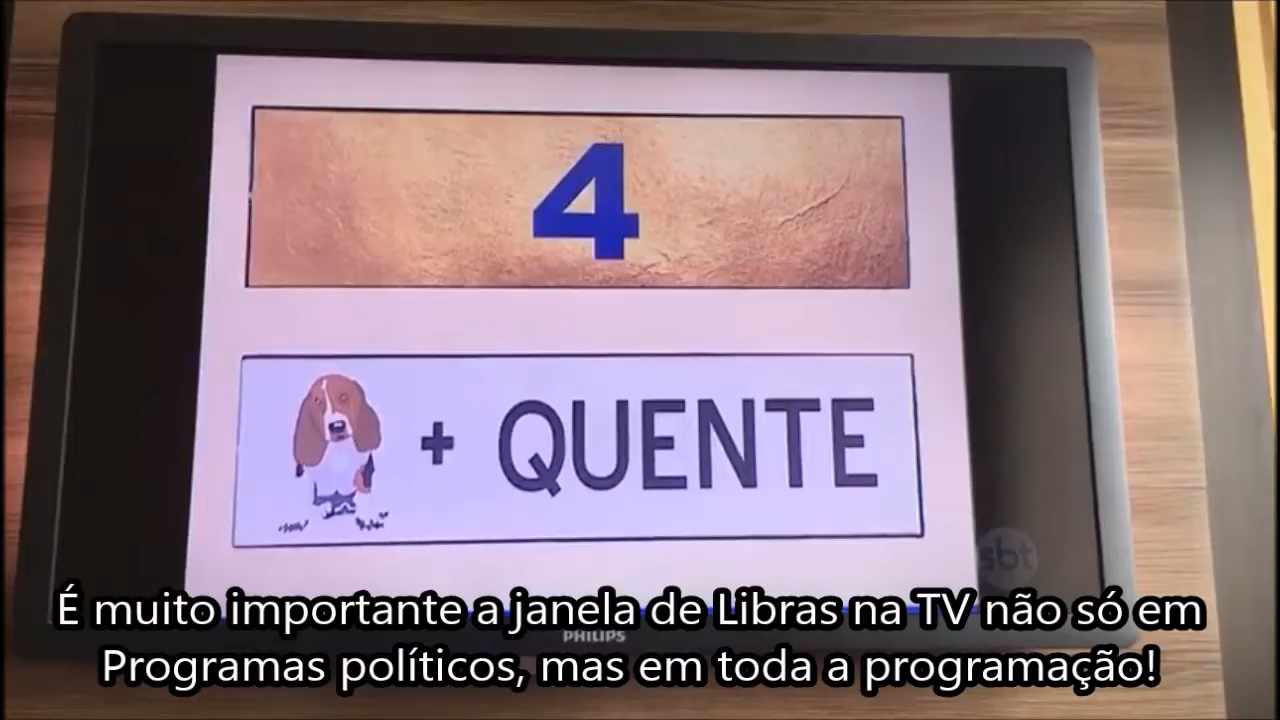 4
+ QUENTE
sbt
PHILIPS
É muito importante a janela de Libras na TV não só em
Programas políticos, mas em toda a programação!